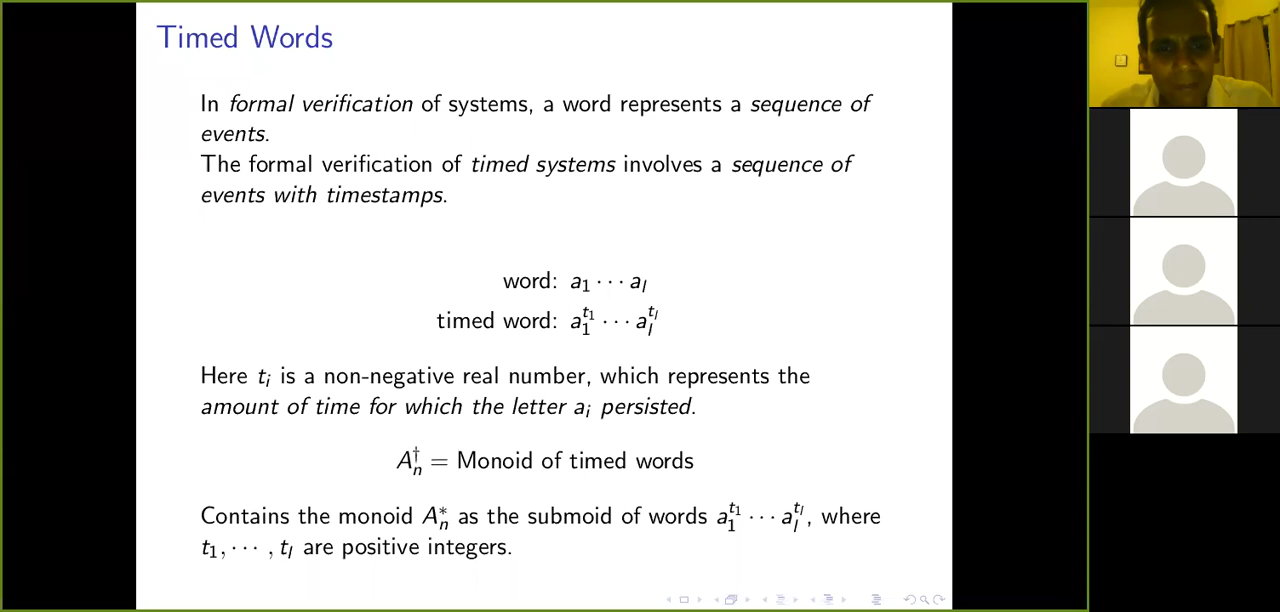 Timed Words
In formal verification of systems, a word represents a sequence of
events.
The formal verification of timed systems involves a sequence of
events with timestamps.
word: a₁ ⋯ aₗ
timed word: a₁^{t₁} ⋯ aₗ^{tₗ}
Here tᵢ is a non-negative real number, which represents the
amount of time for which the letter aᵢ persisted.
Aₙ^† = Monoid of timed words
Contains the monoid Aₙ^* as the submoid of words a₁^{t₁} ⋯ aₗ^{tₗ}, where
t₁, ⋯ , tₗ are positive integers.